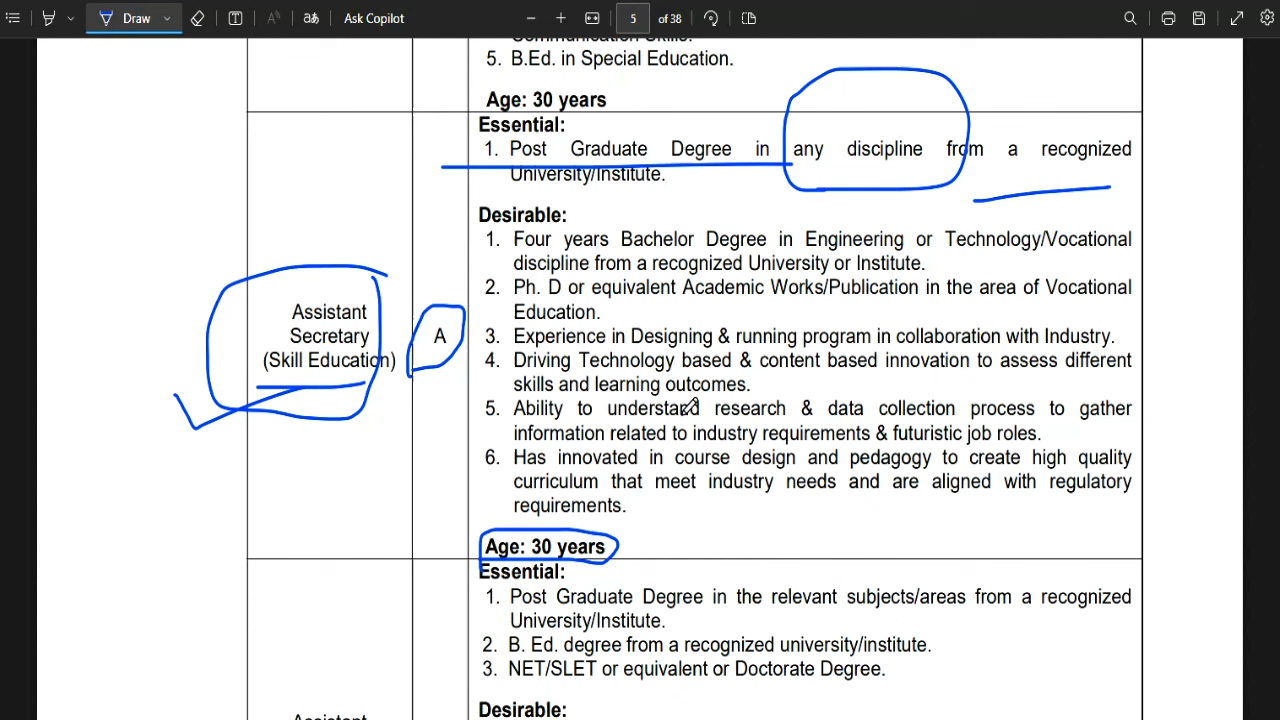 Draw
Ask Copilot
5 of 38
Communication Skills.
5. B.Ed. in Special Education.
Age: 30 years
Essential:
1. Post Graduate Degree in any discipline from a recognized
University/Institute.
Desirable:
1. Four years Bachelor Degree in Engineering or Technology/Vocational
discipline from a recognized University or Institute.
2. Ph. D or equivalent Academic Works/Publication in the area of Vocational
Education.
Assistant
Secretary
(Skill Education)
A
3. Experience in Designing & running program in collaboration with Industry.
4. Driving Technology based & content based innovation to assess different
skills and learning outcomes.
5. Ability to understand research & data collection process to gather
information related to industry requirements & futuristic job roles.
6. Has innovated in course design and pedagogy to create high quality
curriculum that meet industry needs and are aligned with regulatory
requirements.
Age: 30 years
Essential:
1. Post Graduate Degree in the relevant subjects/areas from a recognized
University/Institute.
2. B. Ed. degree from a recognized university/institute.
3. NET/SLET or equivalent or Doctorate Degree.
Desirable:
Assistant